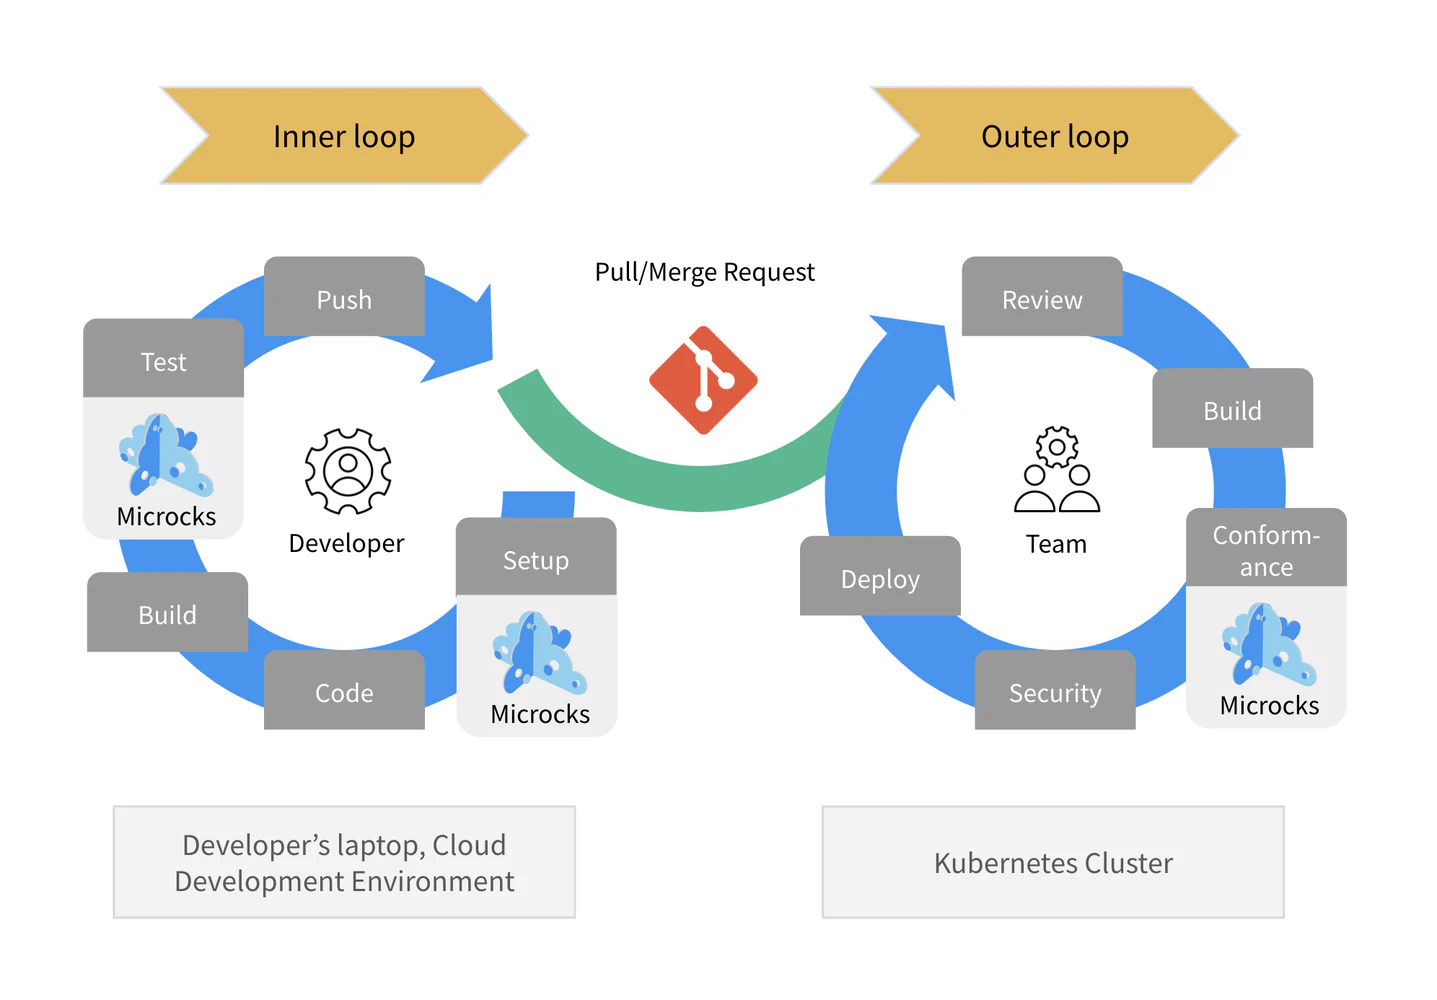 Inner loop
Outer loop
Pull/Merge Request
Push
Test
Microcks
Developer
Setup
Microcks
Build
Code
Review
Build
Team
Conform-
ance
Microcks
Deploy
Security
Developer’s laptop, Cloud
Development Environment
Kubernetes Cluster